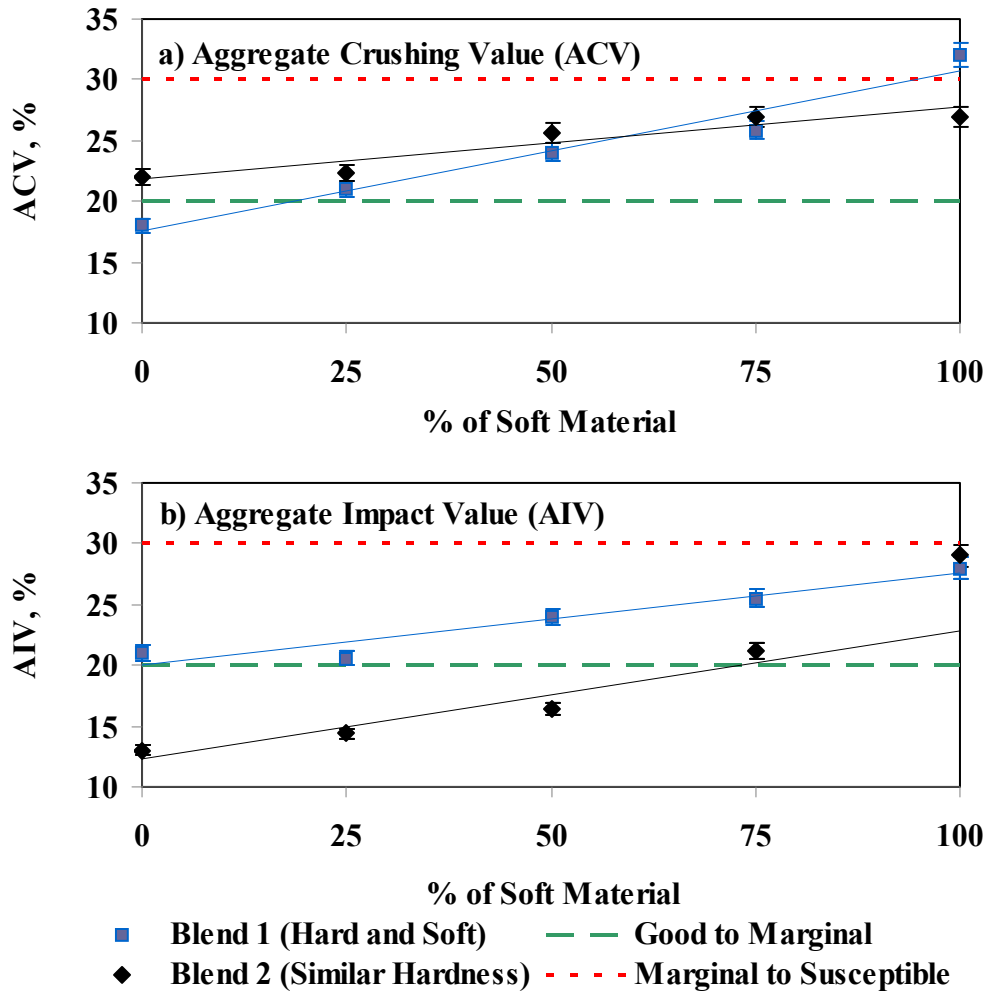 a) Aggregate Crushing Value (ACV)
ACV, %
35
30
25
20
15
10
0 25 50 75 100
% of Soft Material
b) Aggregate Impact Value (AIV)
AIV, %
35
30
25
20
15
10
0 25 50 75 100
% of Soft Material
Blend 1 (Hard and Soft) Good to Marginal
Blend 2 (Similar Hardness) Marginal to Susceptible